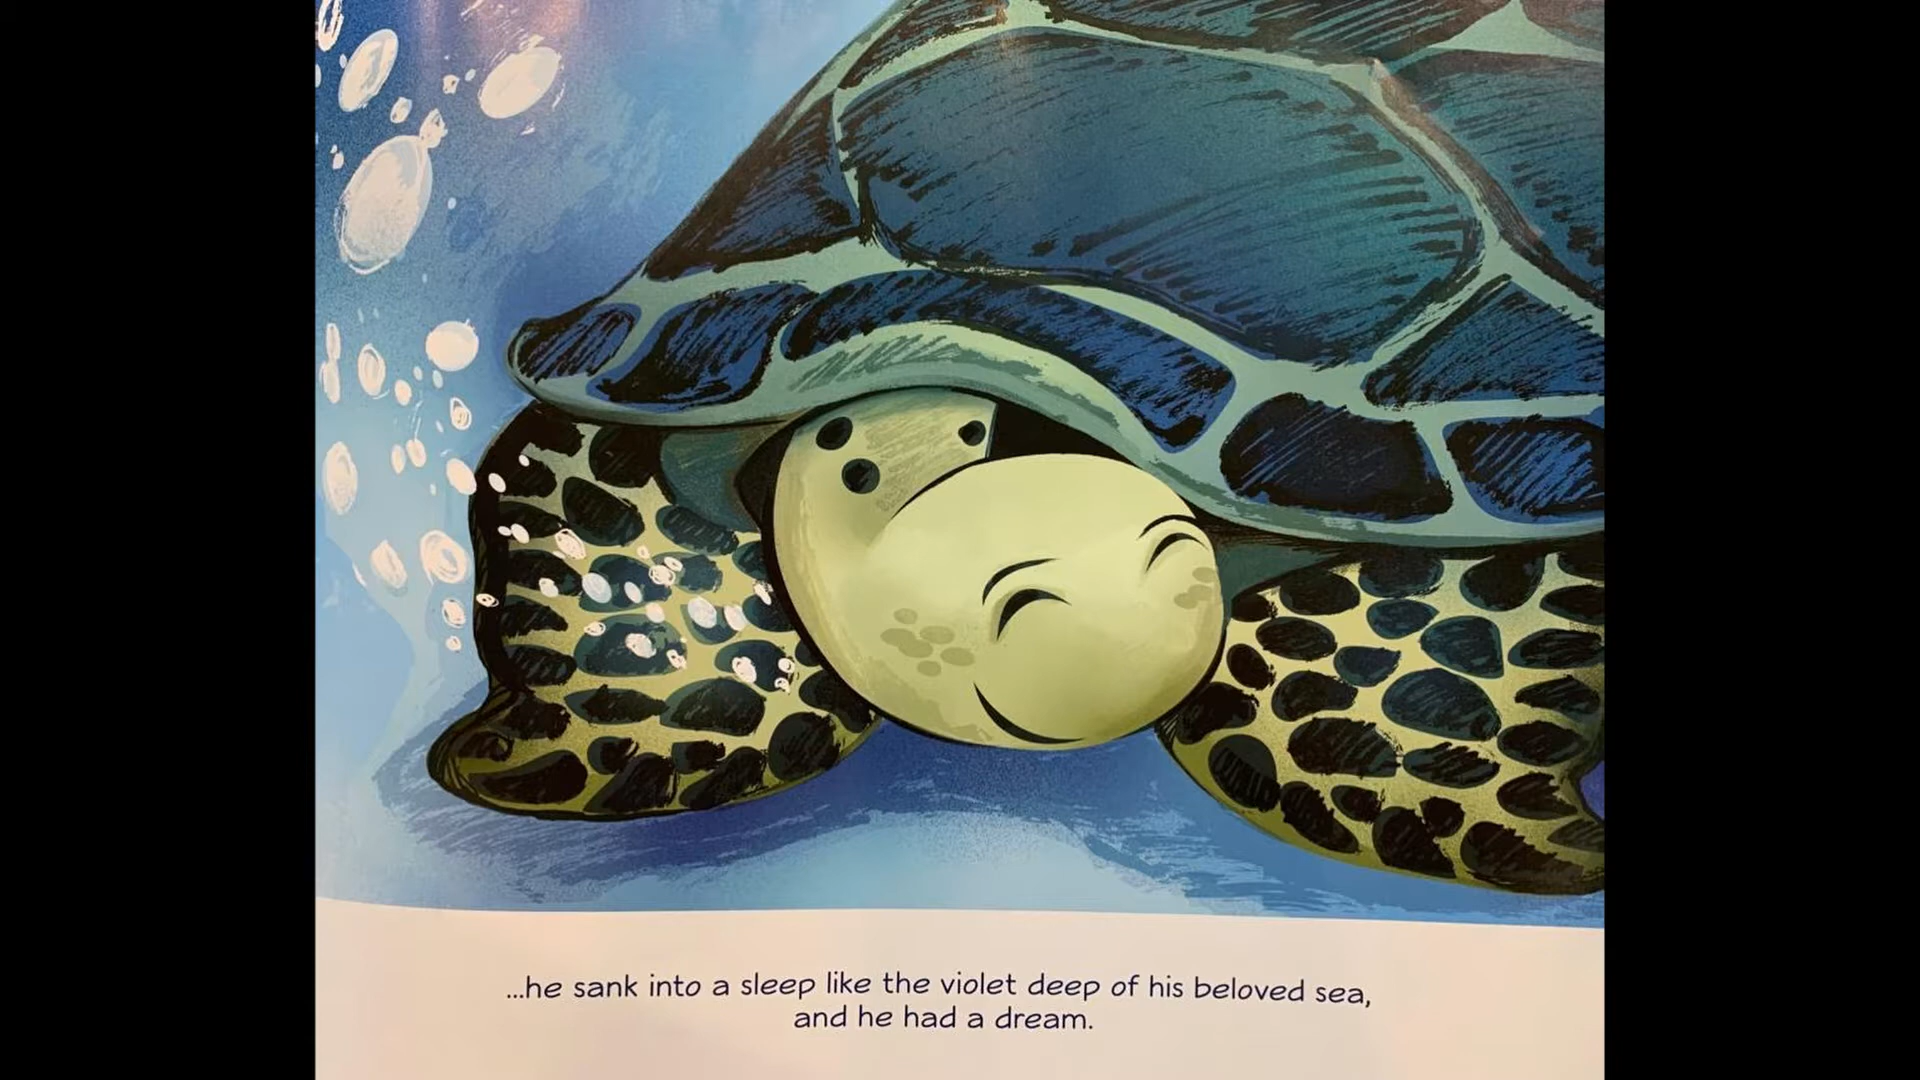 ...he sank into a sleep like the violet deep of his beloved sea,
and he had a dream.